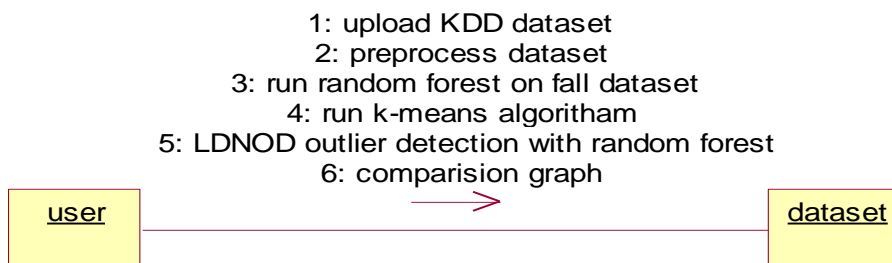 1: upload KDD dataset
2: preprocess dataset
3: run random forest on fall dataset
4: run k-means algoritham
5: LDNOD outlier detection with random forest
6: comparision graph
user
dataset